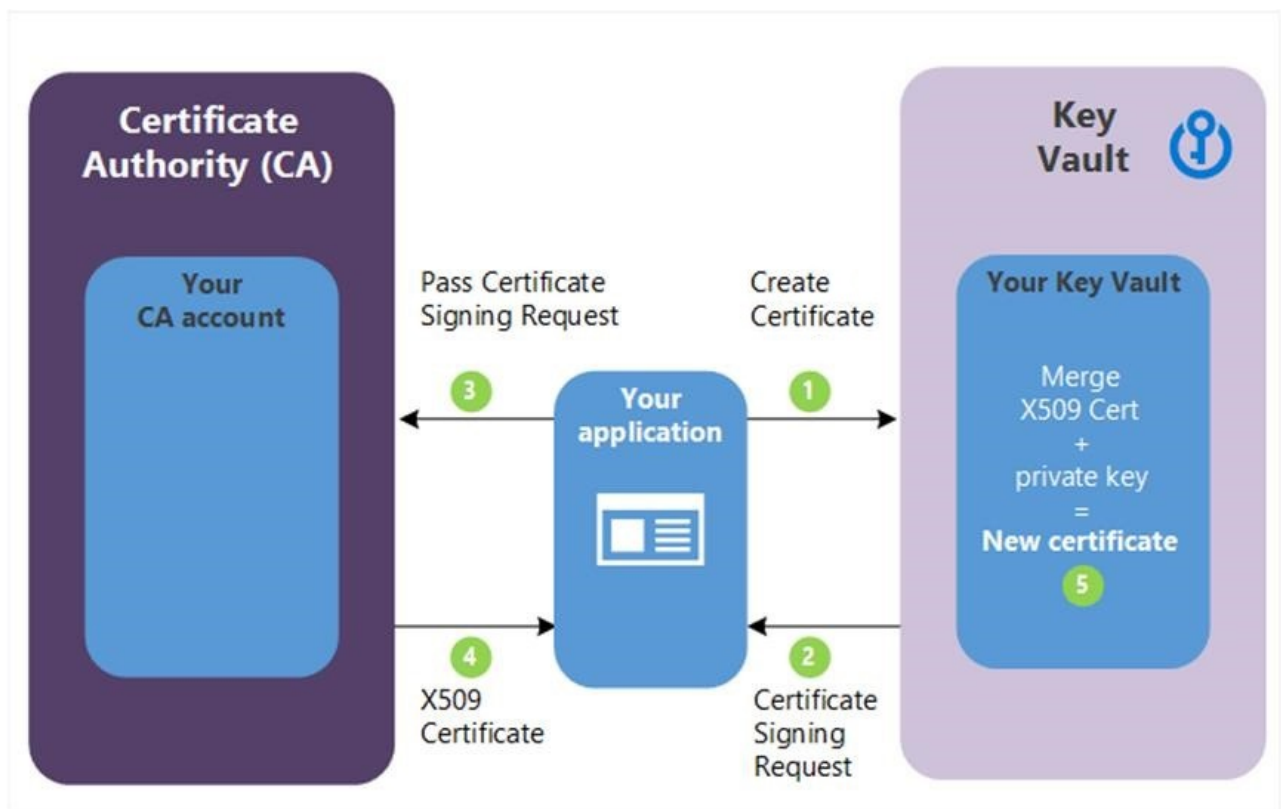 Certificate
Authority (CA)
Your
CA account
Pass Certificate
Signing Request
3
4
X509
Certificate
Your
application
Create
Certificate
1
2
Certificate
Signing
Request
Key
Vault
Your Key Vault
Merge
X509 Cert
+
private key
=
New certificate
5